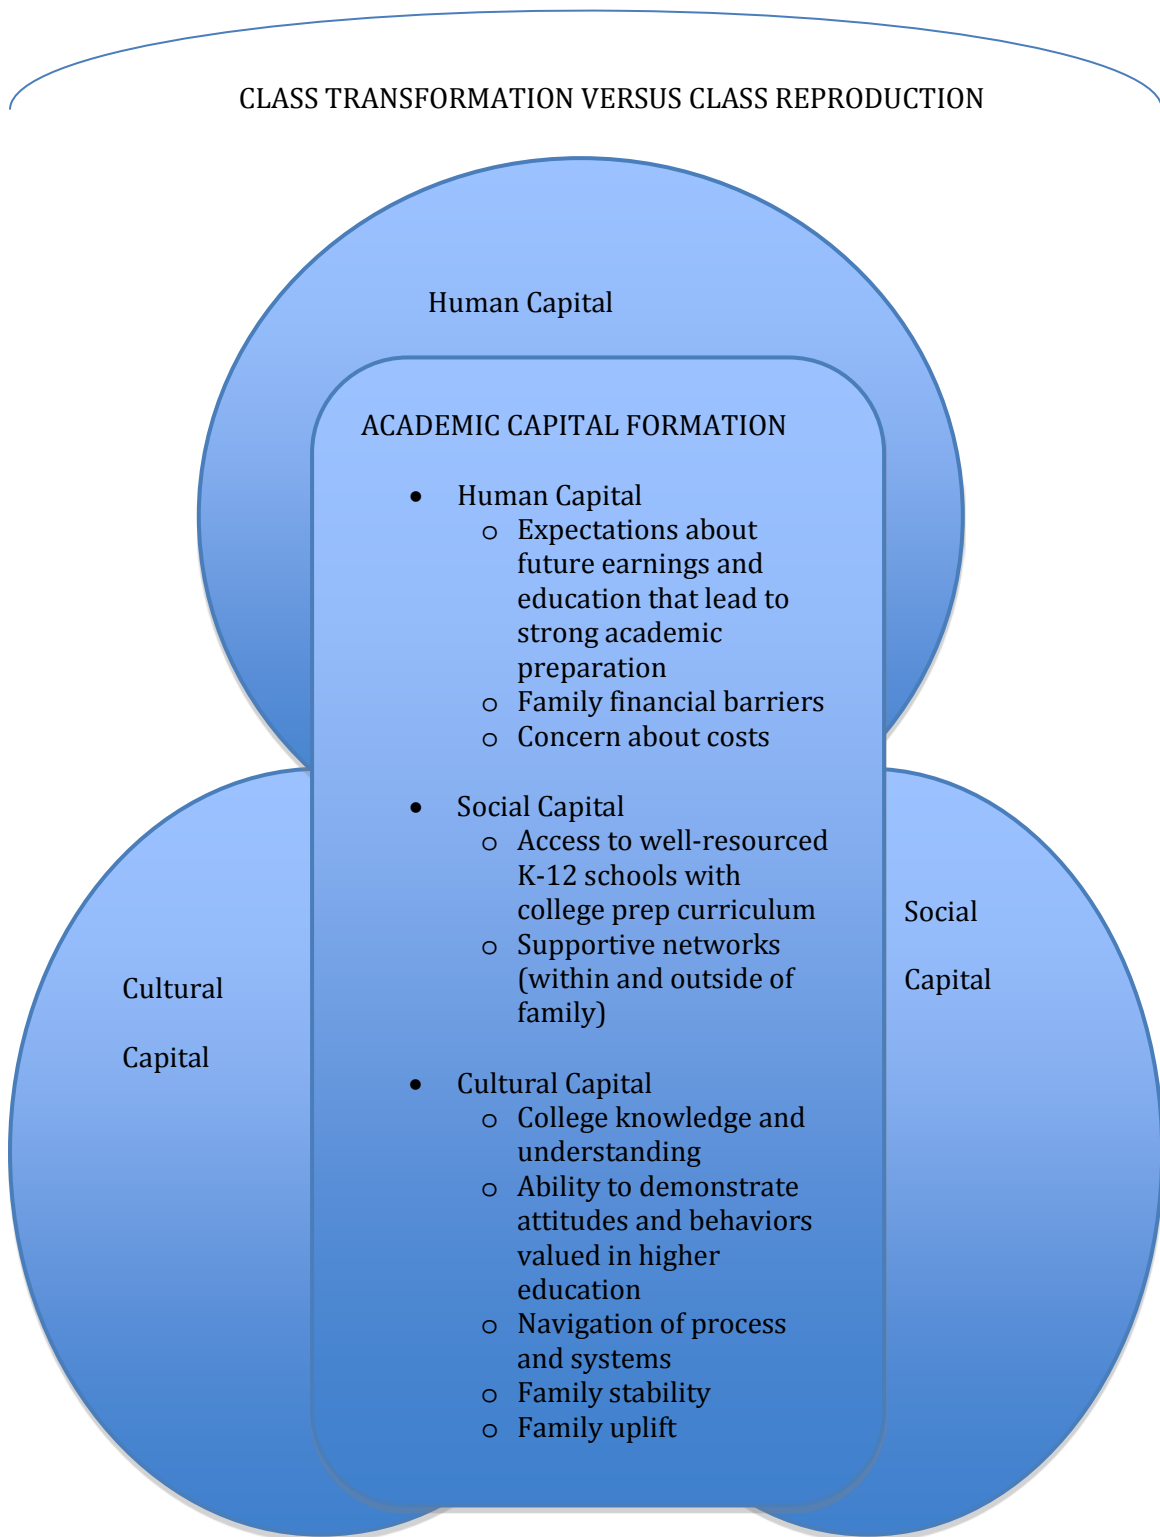 CLASS TRANSFORMATION VERSUS CLASS REPRODUCTION
Human Capital
ACADEMIC CAPITAL FORMATION
• Human Capital
o Expectations about
future earnings and
education that lead to
strong academic
preparation
o Family financial barriers
o Concern about costs
• Social Capital
o Access to well-resourced
K-12 schools with
college prep curriculum
o Supportive networks
(within and outside of
family)
• Cultural Capital
o College knowledge and
understanding
o Ability to demonstrate
attitudes and behaviors
valued in higher
education
o Navigation of process
and systems
o Family stability
o Family uplift
Cultural
Capital
Social
Capital